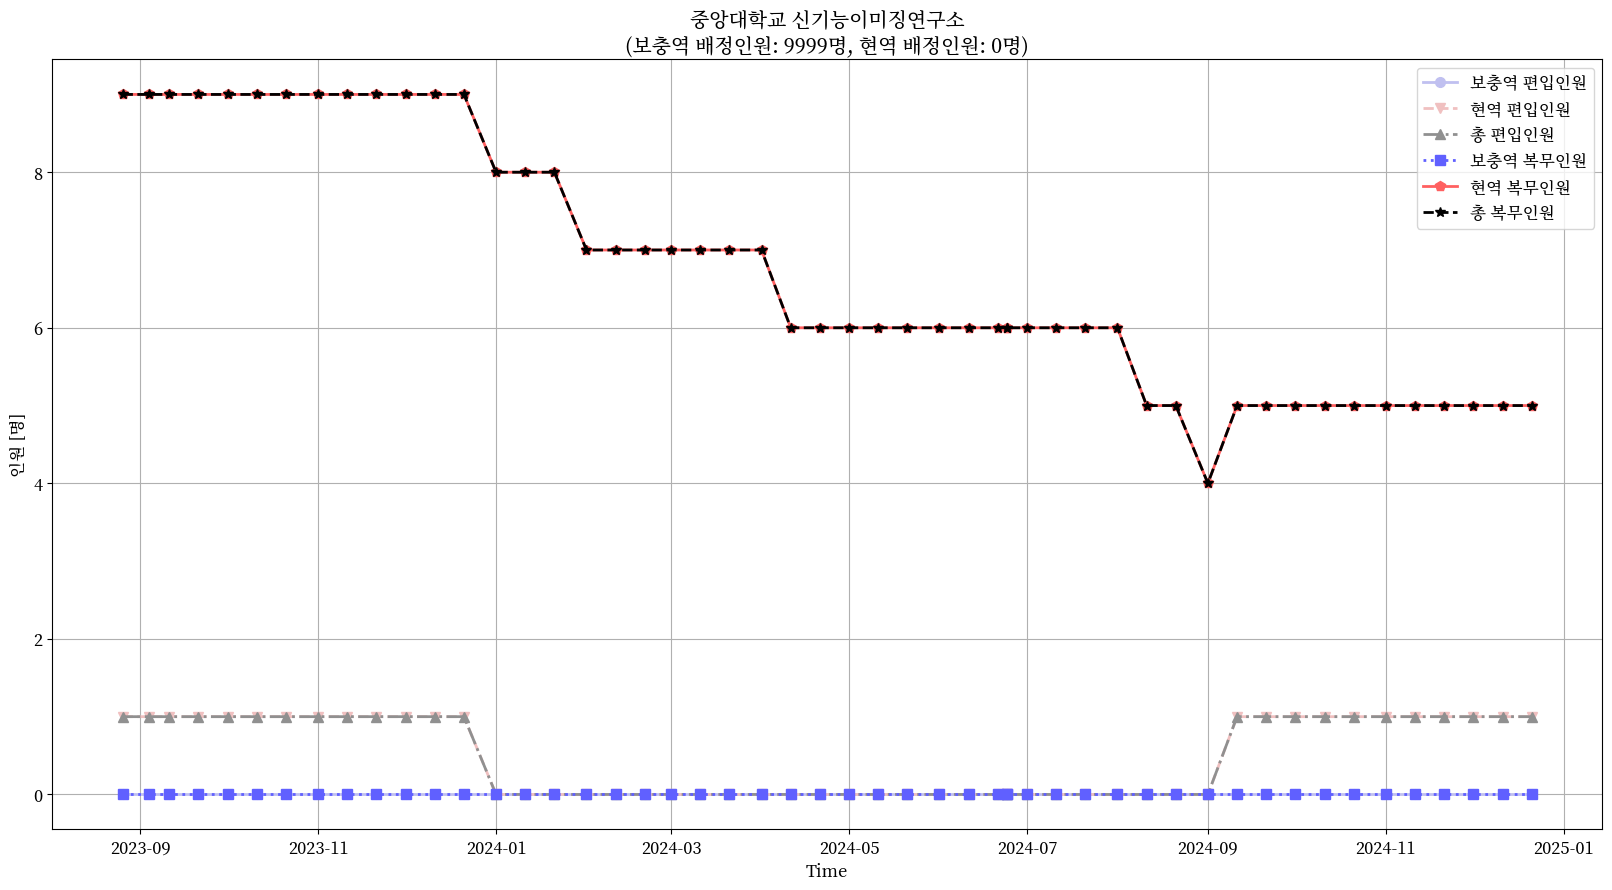 중앙대학교 신기능이미징연구소
(보충역 배정인원: 9999명, 현역 배정인원: 0명)
보충역 편입인원
현역 편입인원
총 편입인원
보충역 복무인원
현역 복무인원
총 복무인원
인원 [명]
8
6
4
2
0
2023-09 2023-11 2024-01 2024-03 2024-05 2024-07 2024-09 2024-11 2025-01
Time